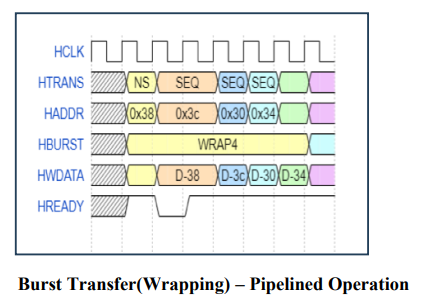 HCLK
HTRANS NS SEQ SEQ SEQ
HADDR 0x38 0x3c 0x30 0x34
HBURST WRAP4
HWDATA D-38 D-3c D-30 D-34
HREADY
Burst Transfer(Wrapping) – Pipelined Operation